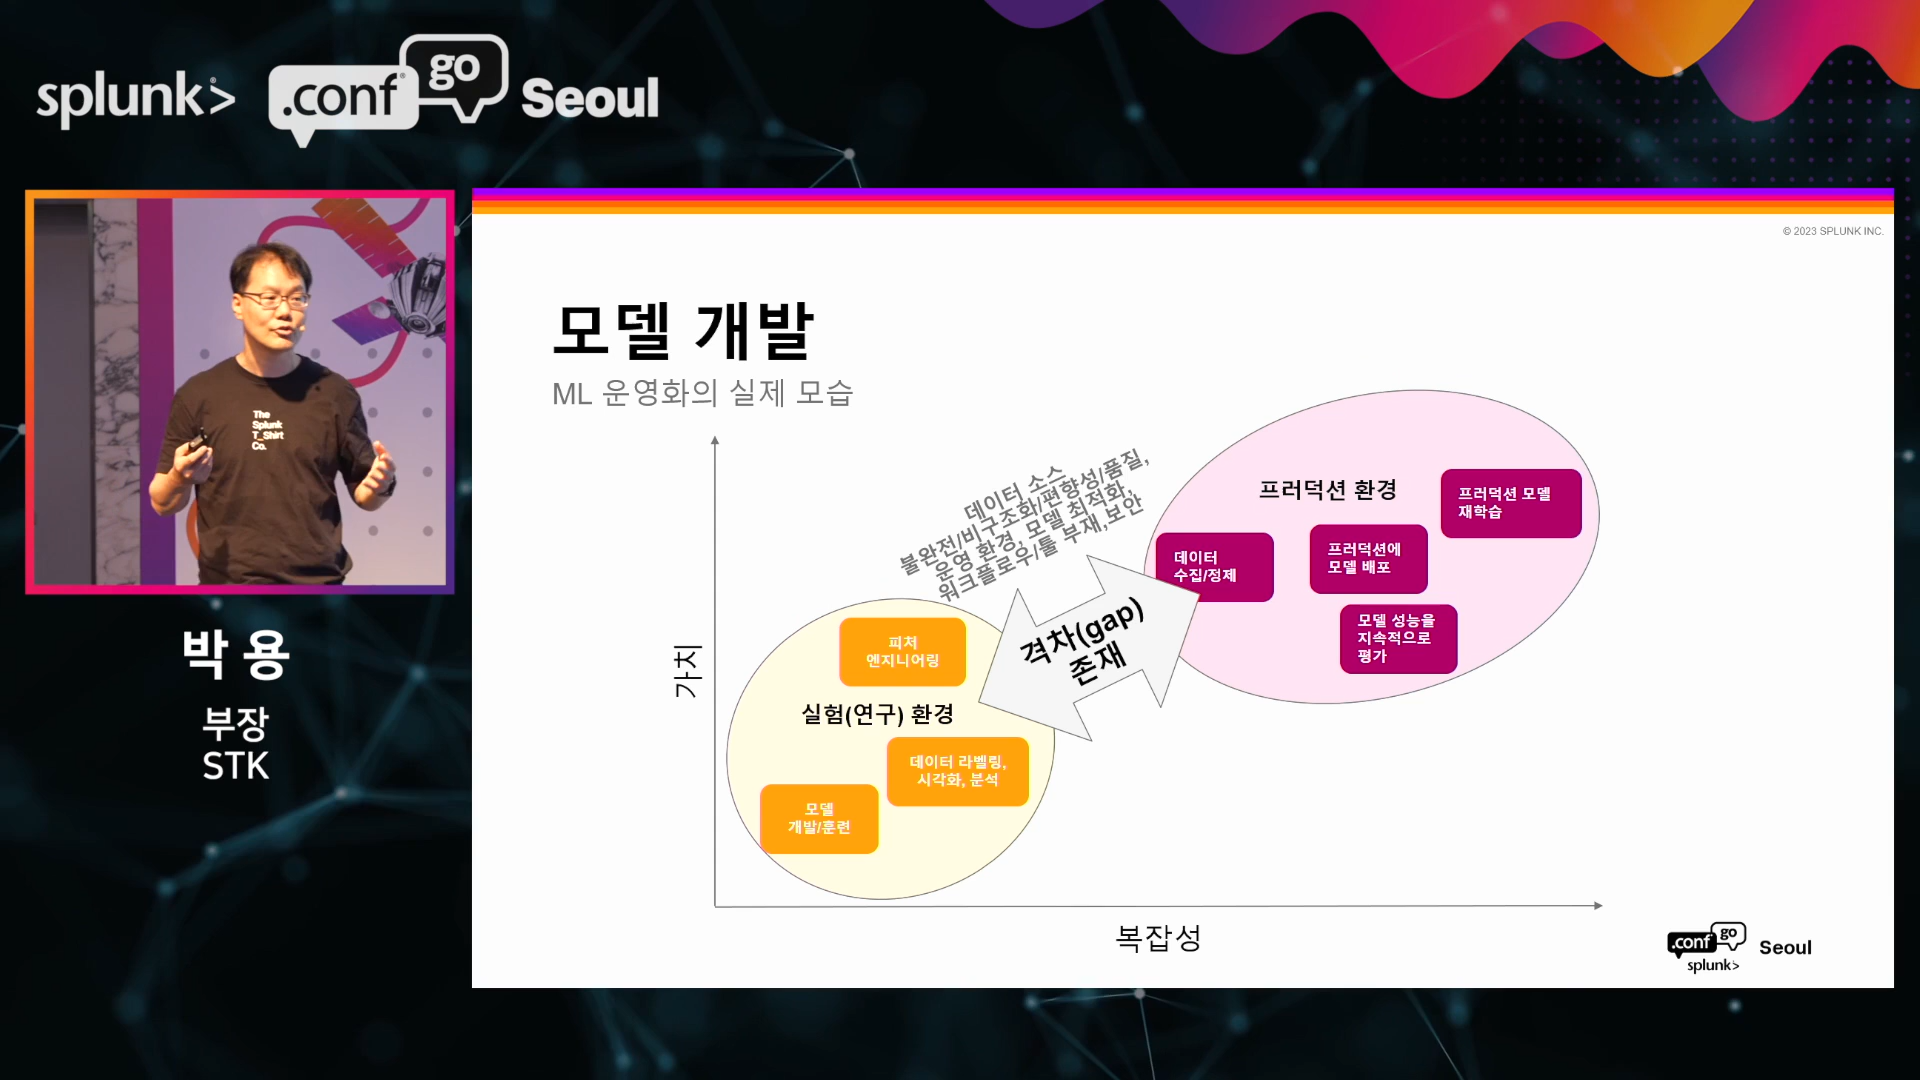 splunk>
.conf
go
Seoul
The
Splunk
T_Shirt
Co.
박 용
부장
STK
© 2023 SPLUNK INC.
모델 개발
ML 운영화의 실제 모습
가치
복잡성
데이터 소스
불완전/비구조화/편향성/품질,
운영 환경, 모델 최적화,
워크플로우/툴 부재,보안
격차(gap)
존재
프러덕션 환경
프러덕션 모델
재학습
데이터
수집/정제
프러덕션에
모델 배포
모델 성능을
지속적으로
평가
피처
엔지니어링
실험(연구) 환경
데이터 라벨링,
시각화, 분석
모델
개발/훈련
.conf
go
splunk>
Seoul